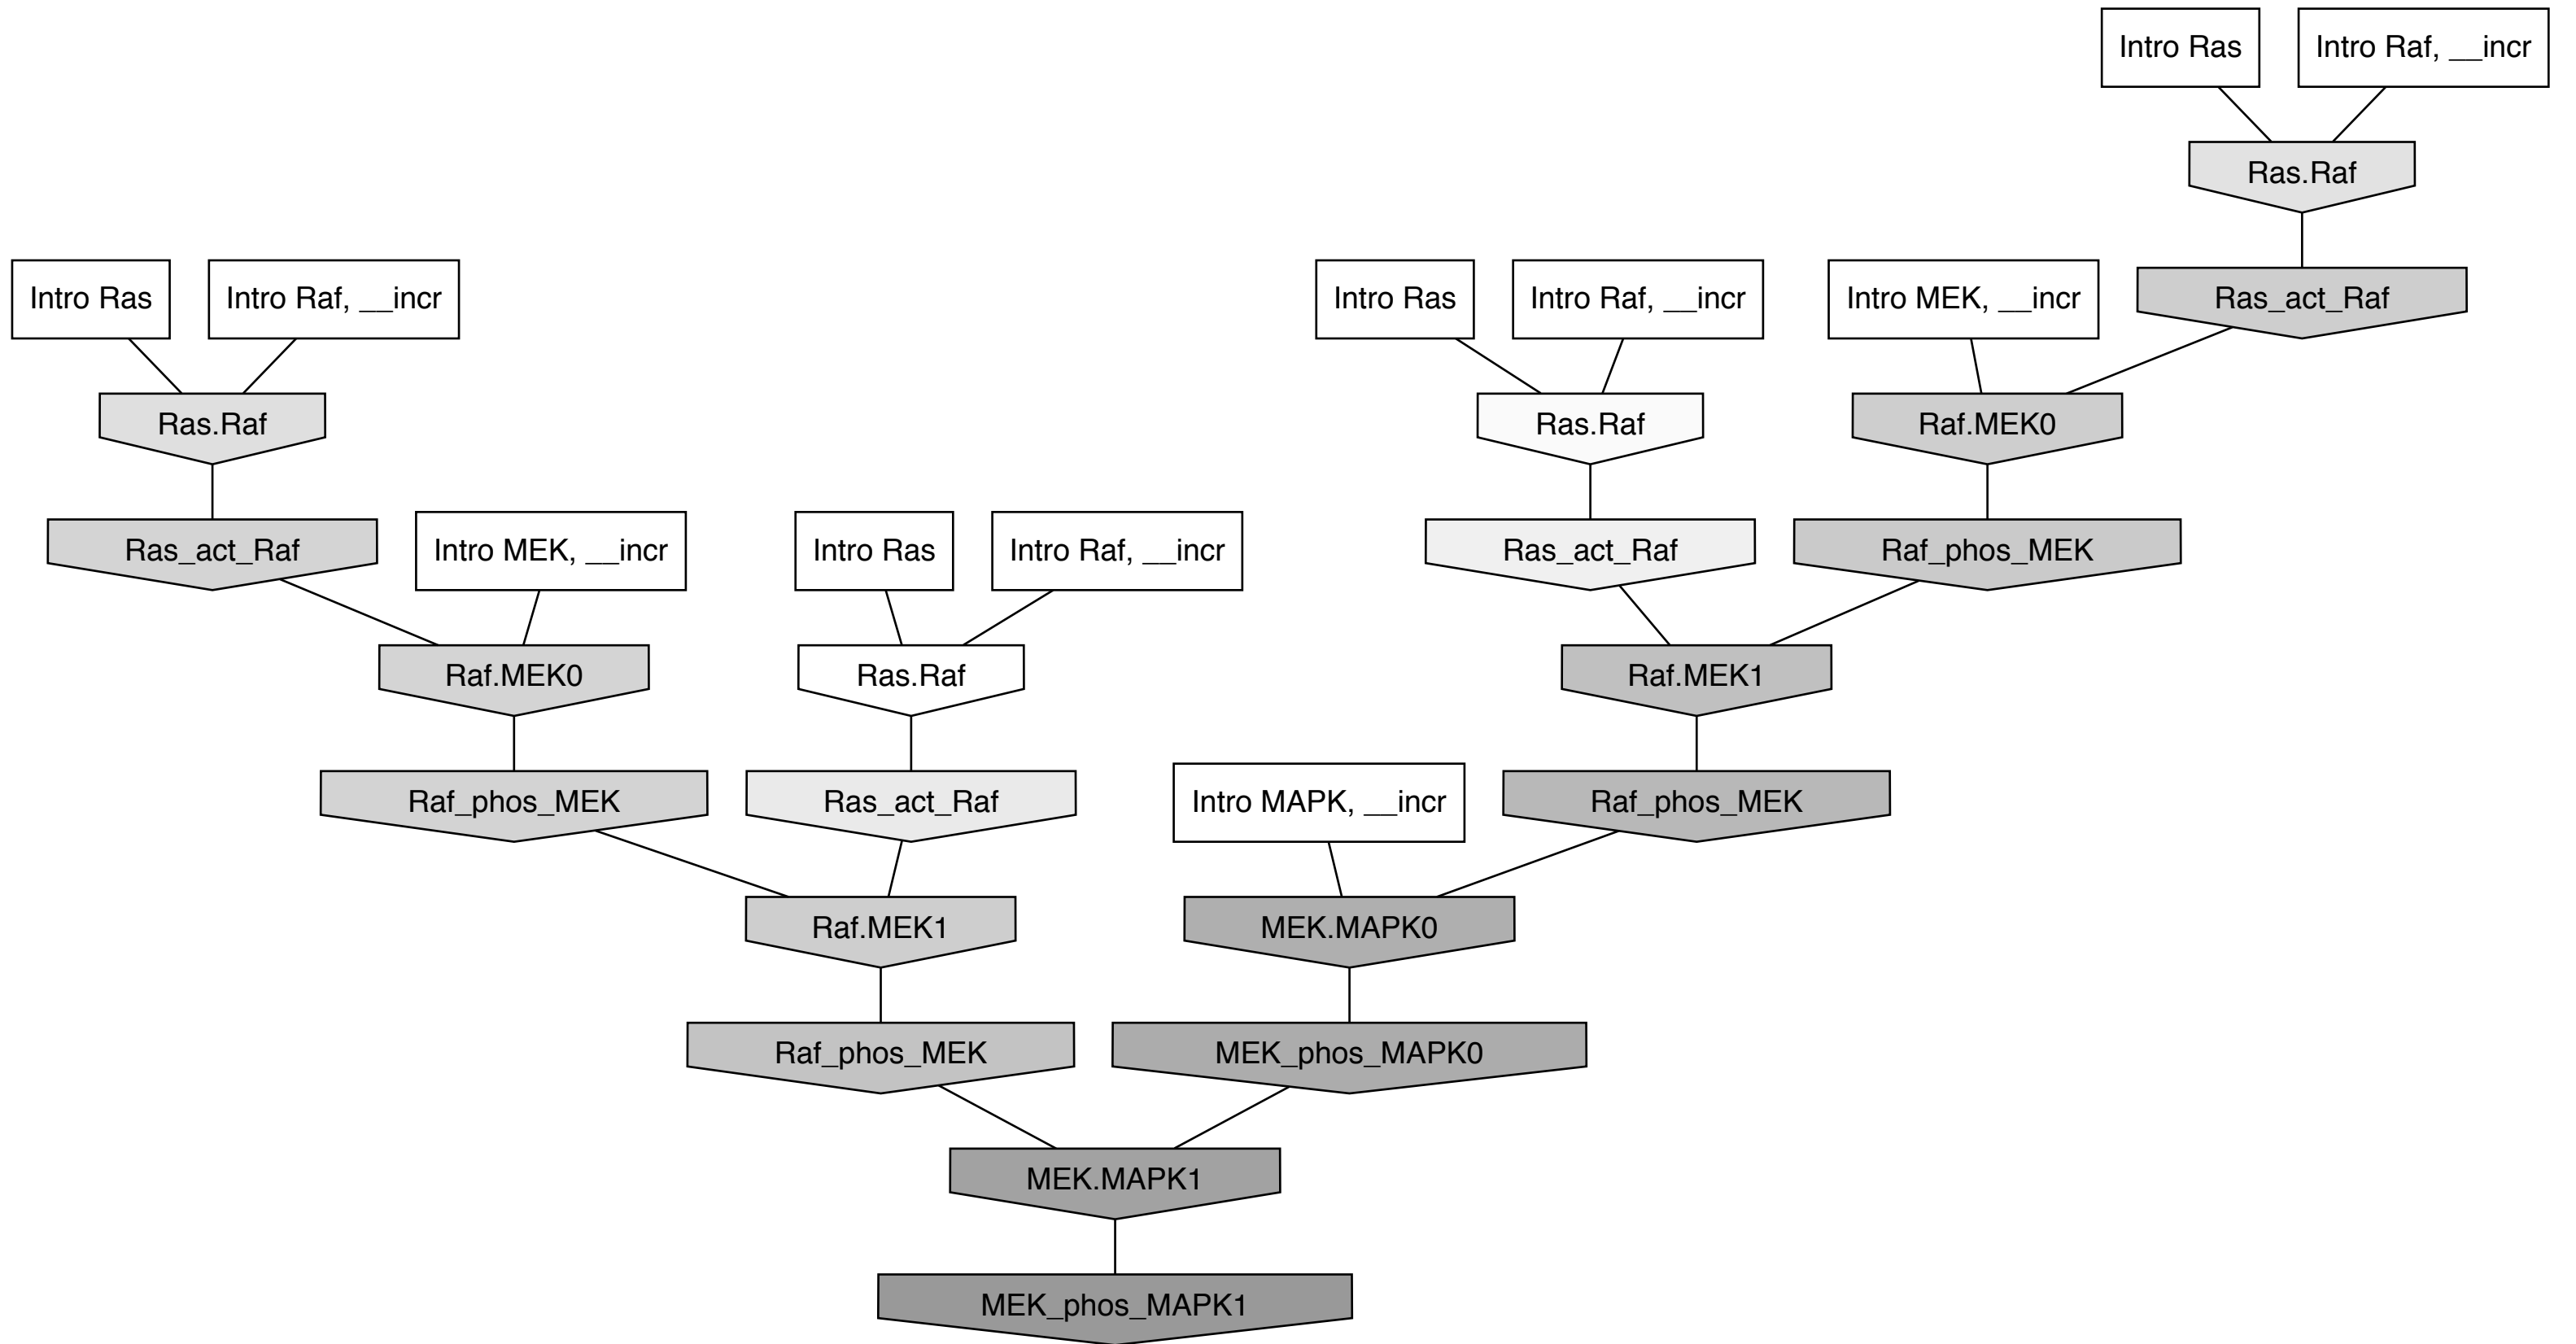 Intro Ras
Intro Raf, __incr
Ras.Raf
Intro Ras
Intro Raf, __incr
Intro Ras
Intro Raf, __incr
Intro MEK, __incr
Ras_act_Raf
Ras.Raf
Ras.Raf
Raf.MEK0
Ras_act_Raf
Intro MEK, __incr
Intro Ras
Intro Raf, __incr
Ras_act_Raf
Raf_phos_MEK
Raf.MEK0
Ras.Raf
Raf.MEK1
Raf_phos_MEK
Ras_act_Raf
Intro MAPK, __incr
Raf_phos_MEK
Raf.MEK1
MEK.MAPK0
Raf_phos_MEK
MEK_phos_MAPK0
MEK.MAPK1
MEK_phos_MAPK1